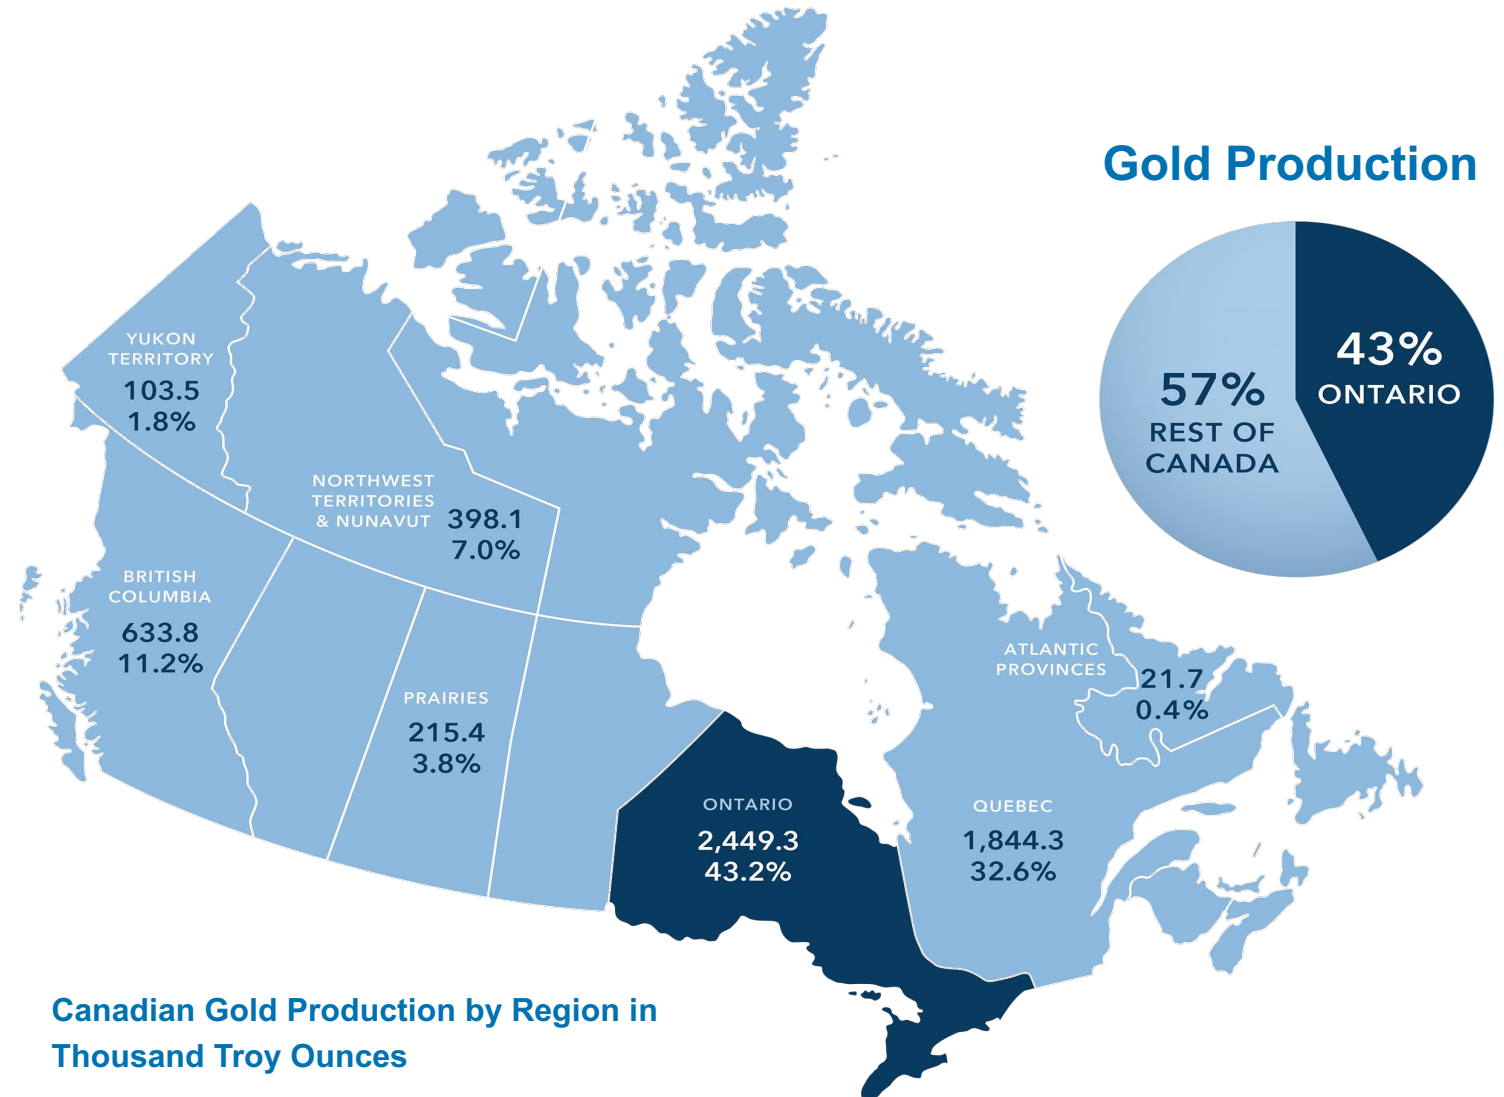 Gold Production
43%
ONTARIO
57%
REST OF
CANADA
YUKON
TERRITORY
103.5
1.8%
NORTHWEST
TERRITORIES
& NUNAVUT
398.1
7.0%
BRITISH
COLUMBIA
633.8
11.2%
PRAIRIES
215.4
3.8%
ONTARIO
2,449.3
43.2%
QUEBEC
1,844.3
32.6%
ATLANTIC
PROVINCES
21.7
0.4%
Canadian Gold Production by Region in
Thousand Troy Ounces